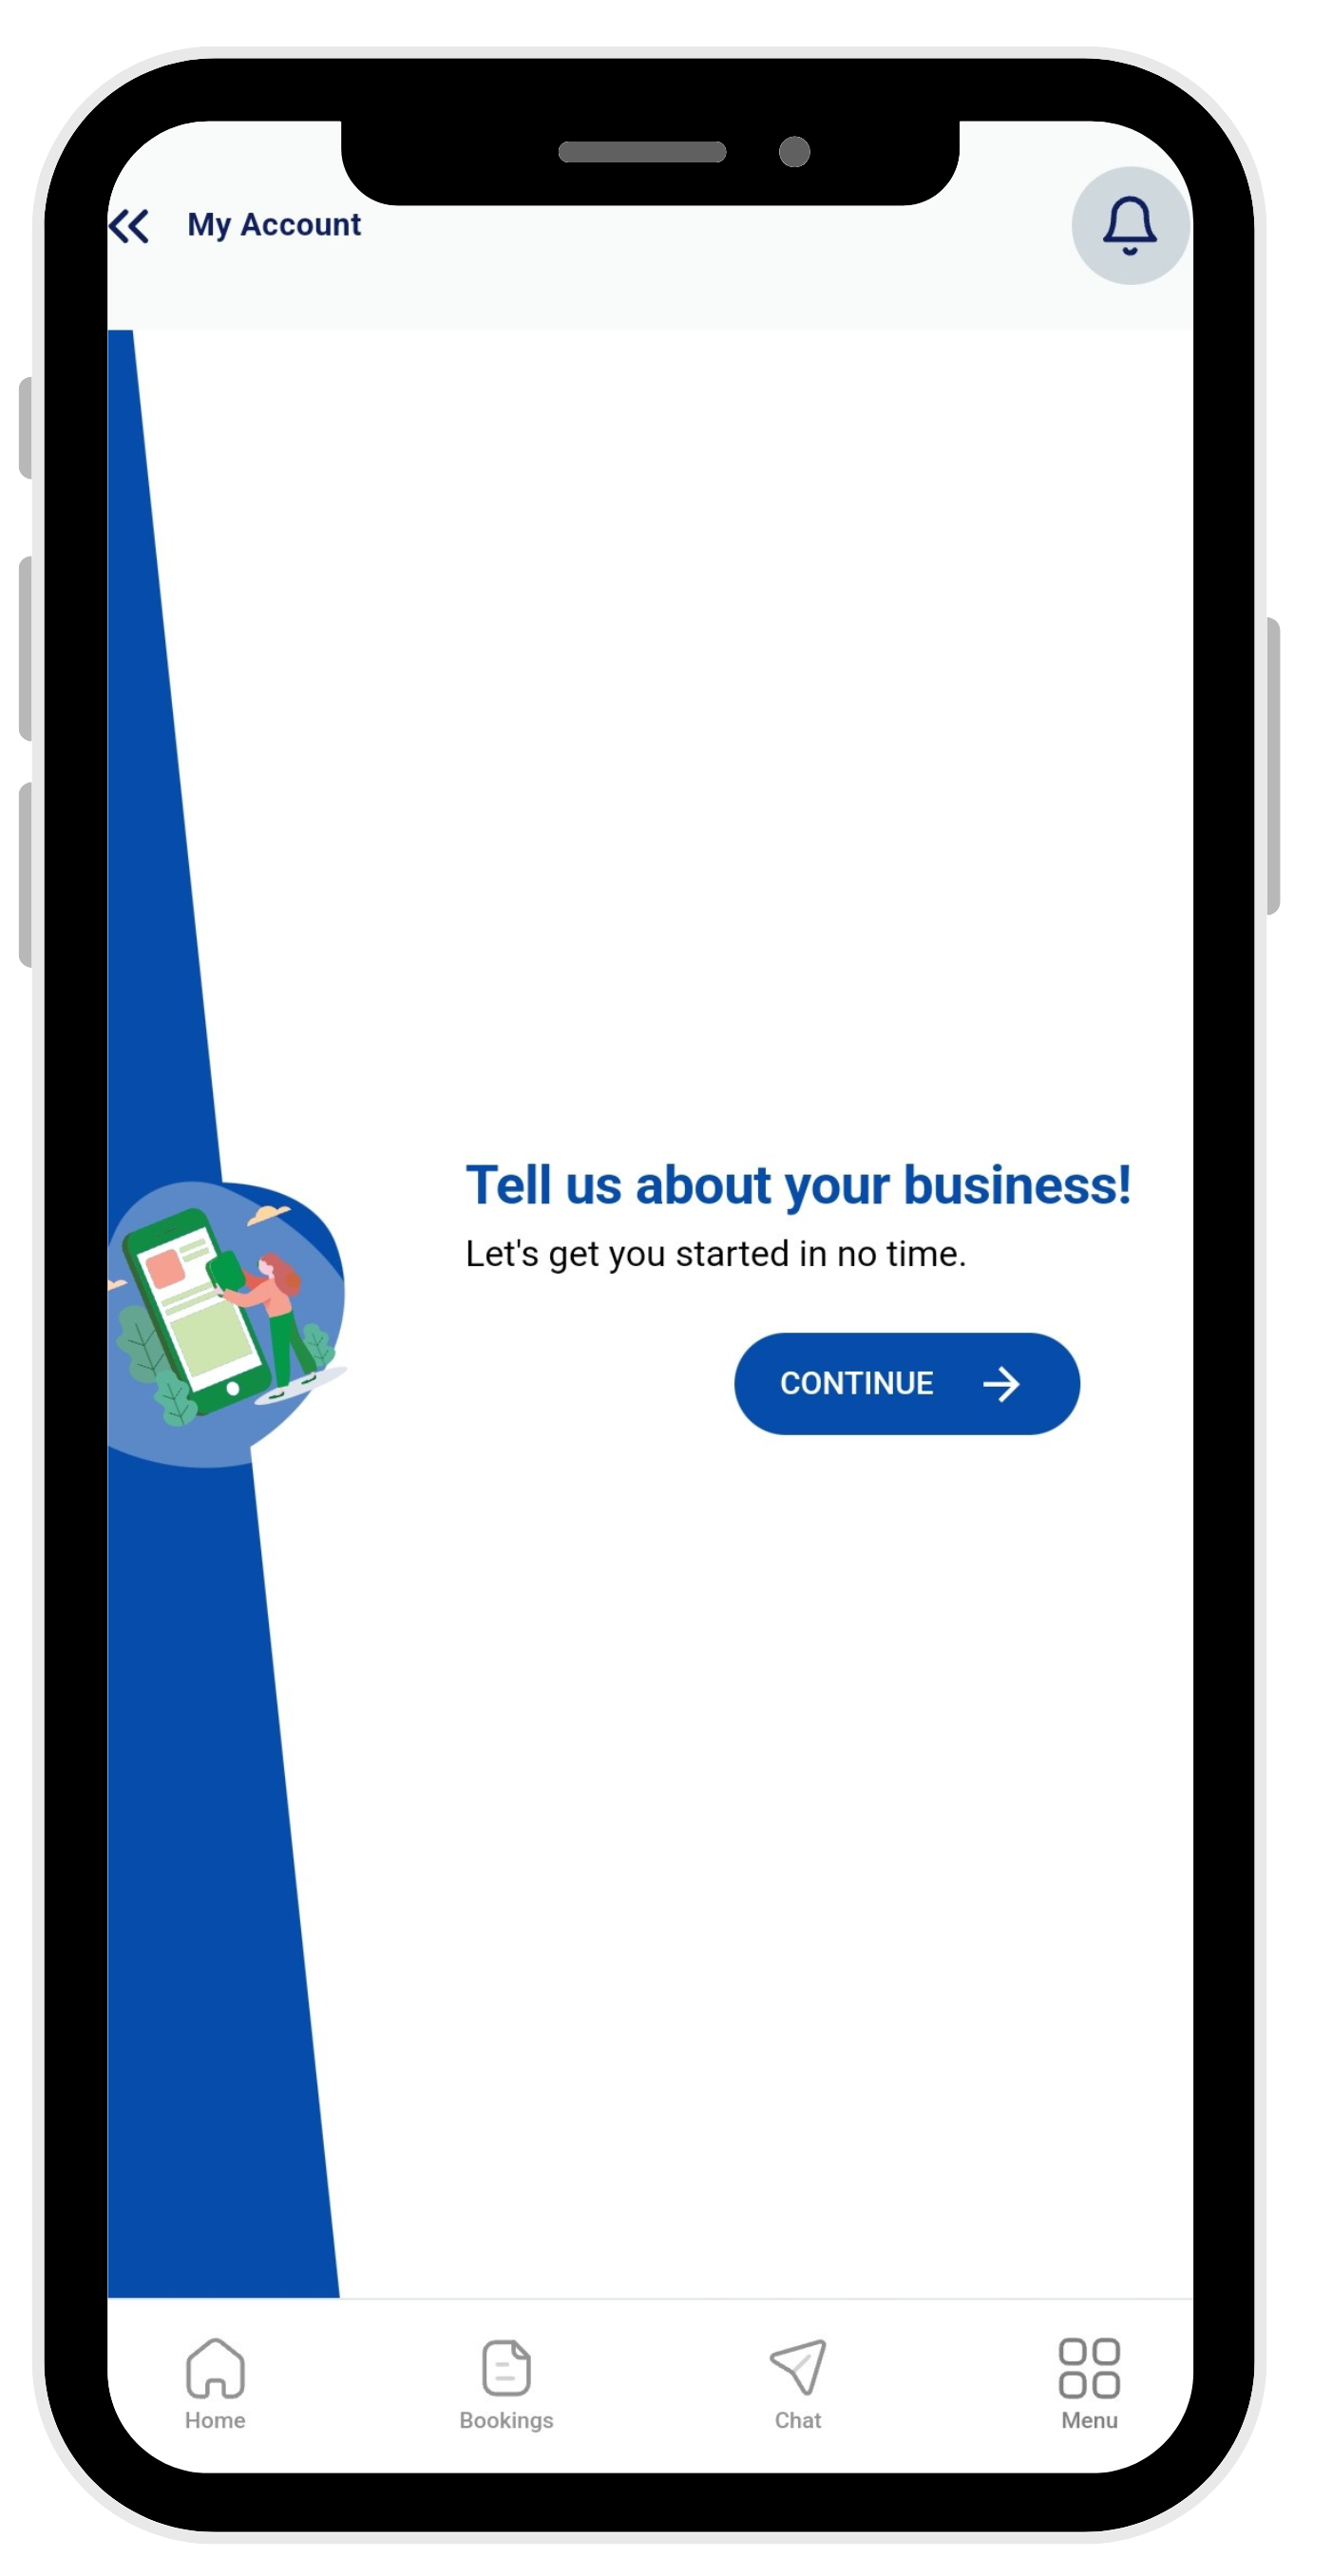 My Account
Tell us about your business!
Let's get you started in no time.
CONTINUE
Home
Bookings
Chat
Menu